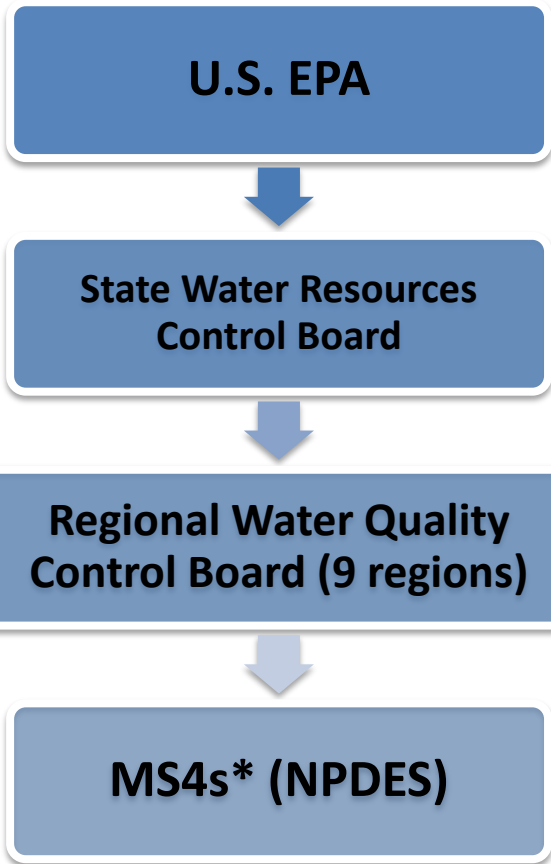 U.S. EPA
State Water Resources
Control Board
Regional Water Quality
Control Board (9 regions)
MS4s* (NPDES)